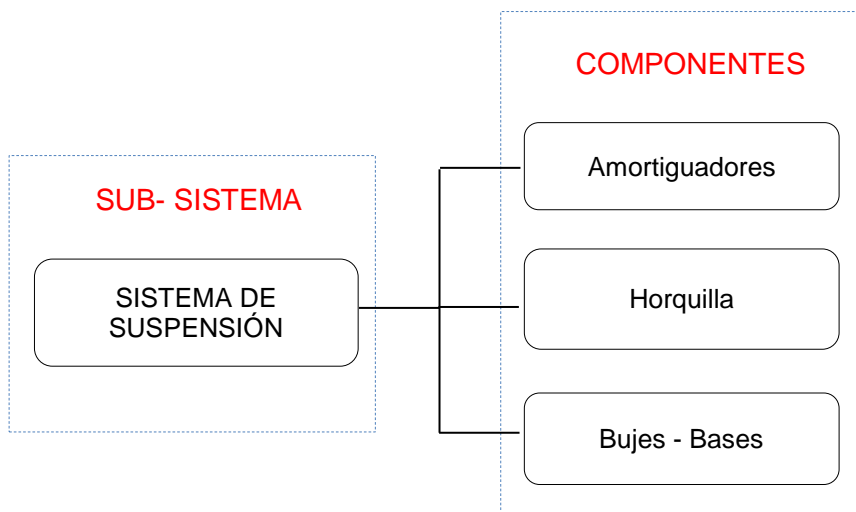 COMPONENTES
SUB- SISTEMA
SISTEMA DE
SUSPENSIÓN
Amortiguadores
Horquilla
Bujes - Bases